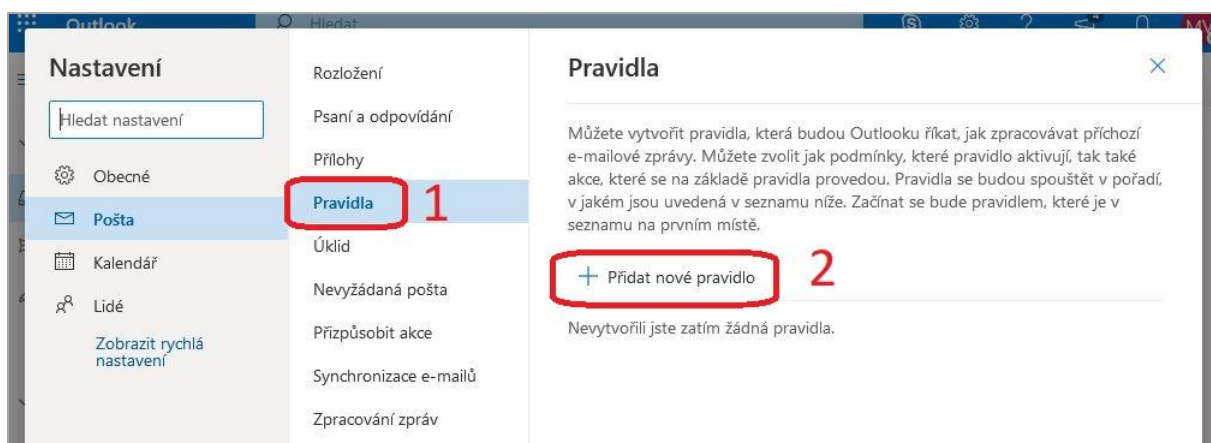 Outlook
Hledat
4
MV
Nastavení
Hledat nastavení
Obecné
Pošta
Kalendář
Lidé
Zobrazit rychlá
nastavení
Rozložení
Psaní a odpovídání
Přílohy
Pravidla
1
Úklid
Nevyžádaná pošta
Přizpůsobit akce
Synchronizace e-mailů
Zpracování zpráv
Pravidla
Můžete vytvořit pravidla, která budou Outlooku říkat, jak zpracovávat příchozí
e-mailové zprávy. Můžete zvolit jak podmínky, které pravidlo aktivují, tak také
akce, které se na základě pravidla provedou. Pravidla se budou spouštět v pořadí,
v jakém jsou uvedená v seznamu níže. Začínat se bude pravidlem, které je v
seznamu na prvním místě.
Přidat nové pravidlo
2
Nevytvořili jste zatím žádná pravidla.